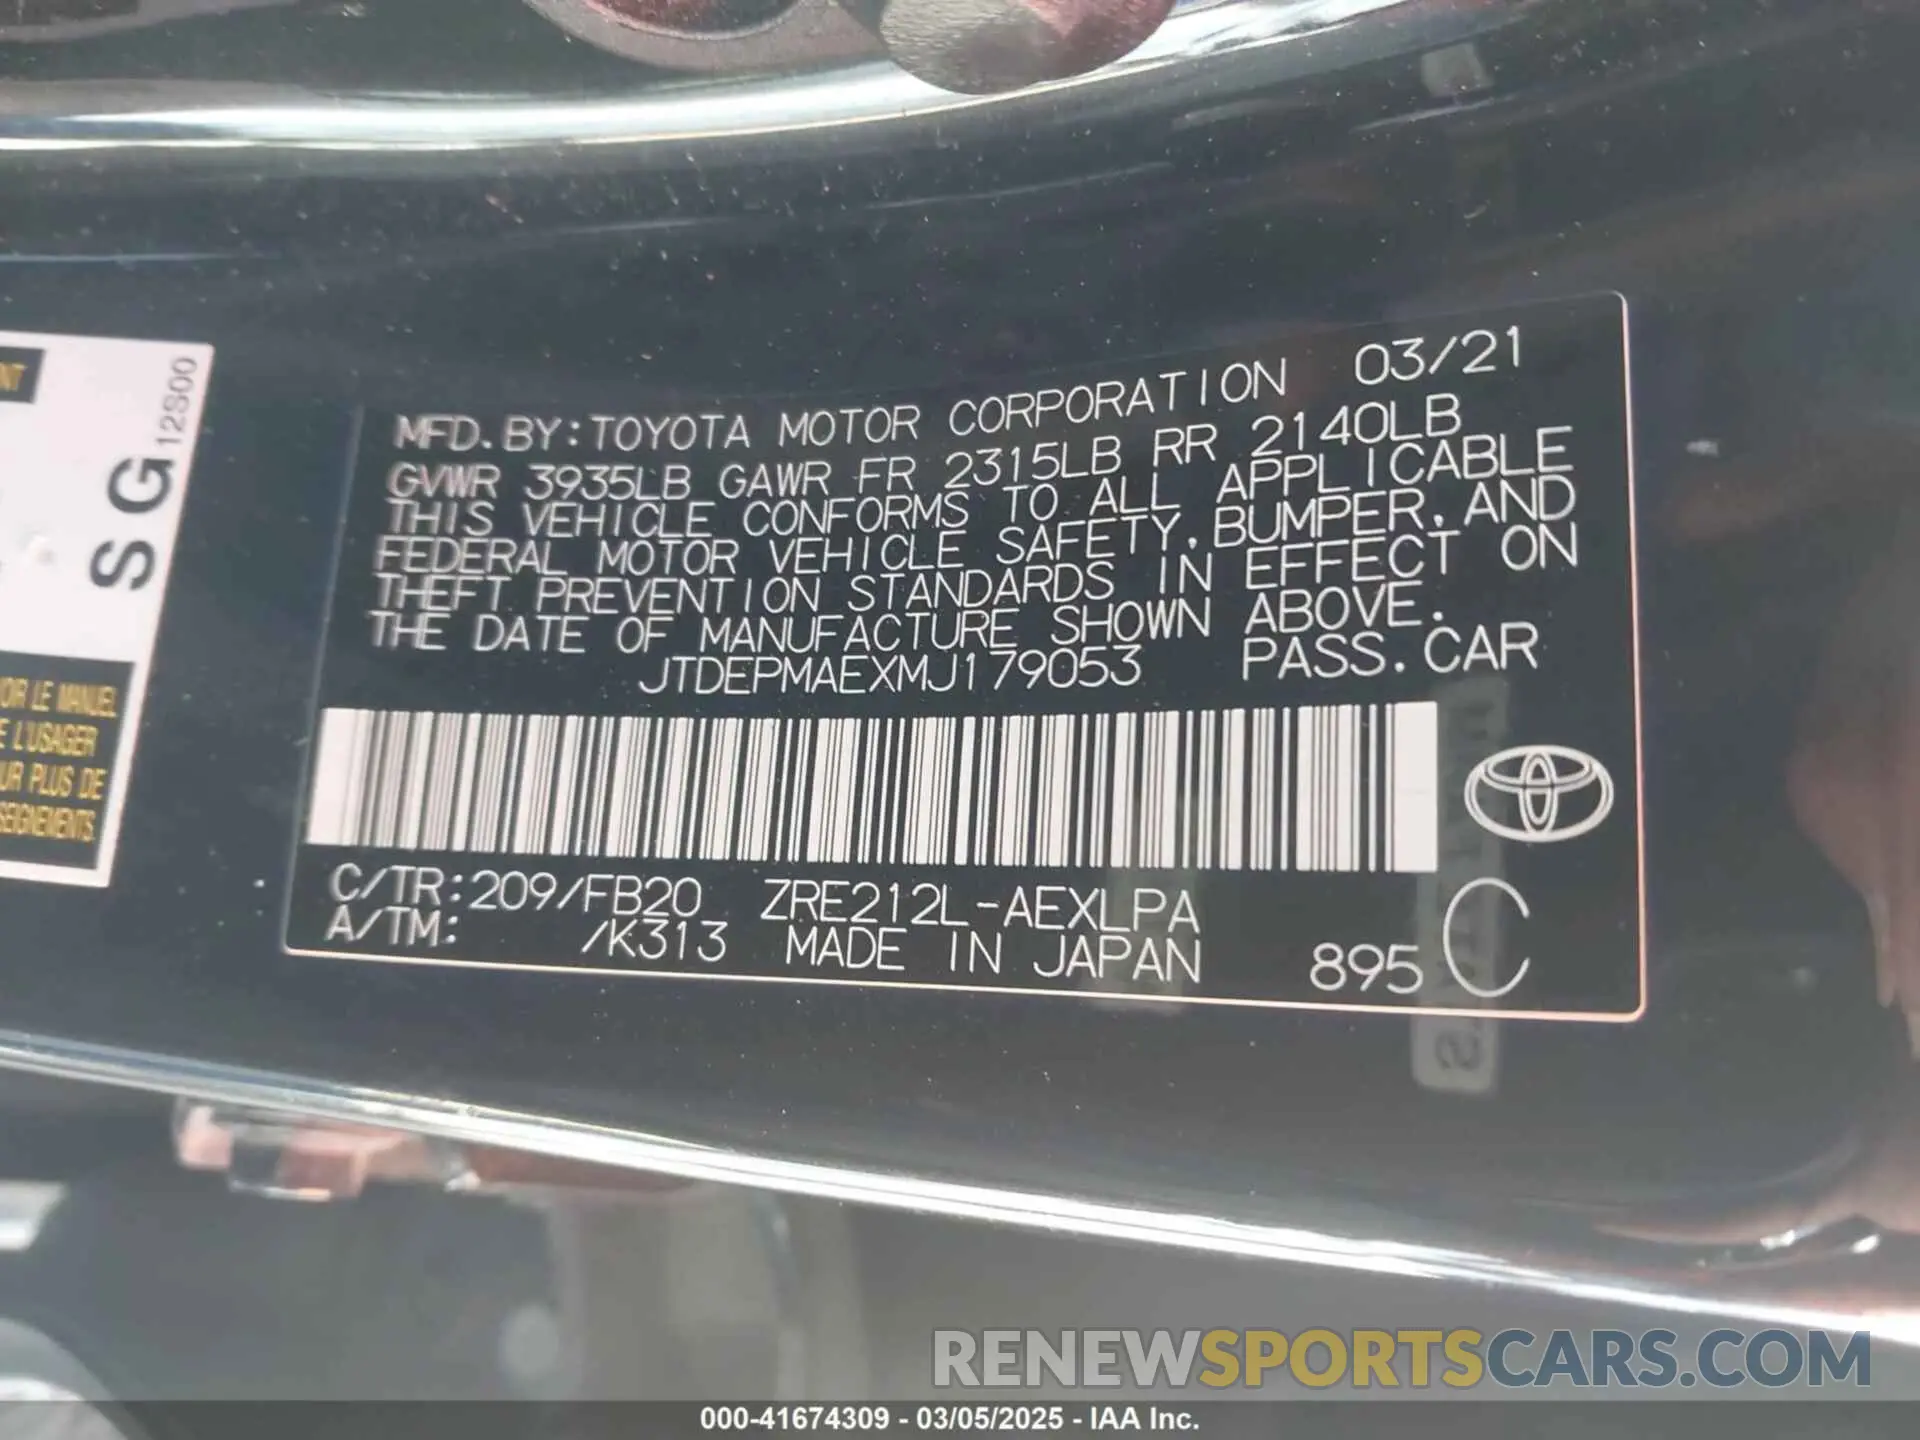 MFD. BY: TOYOTA MOTOR CORPORATION 03/21
GVWR 3935LB GAWR FR 2315LB RR 2140LB
THIS VEHICLE CONFORMS TO ALL APPLICABLE
FEDERAL MOTOR VEHICLE SAFETY, BUMPER, AND
THEFT PREVENTION STANDARDS IN EFFECT ON
THE DATE OF MANUFACTURE SHOWN ABOVE.
JTDEPMAEXMJ179053 PASS. CAR
C/TR: 209/FB20 ZRE212L-AEXLPA
A/TM: /K313 MADE IN JAPAN 895 C
NT
SG 12S00
OIR LE MANUEL
E L'USAGER
UR PLUS DE
SEIGNEMENTS
RENEWSPORTSCARS.COM
000-41674309 - 03/05/2025 - IAA Inc.